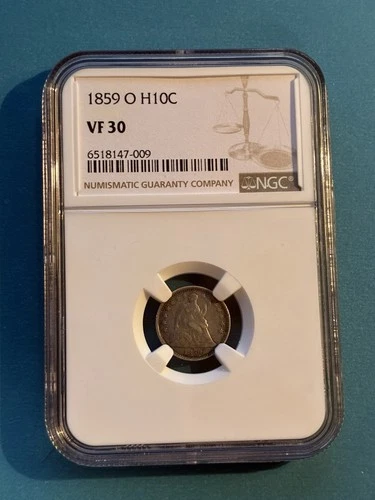 1859 O H10C
VF 30
6518147-009
NUMISMATIC GUARANTY COMPANY
NGC®